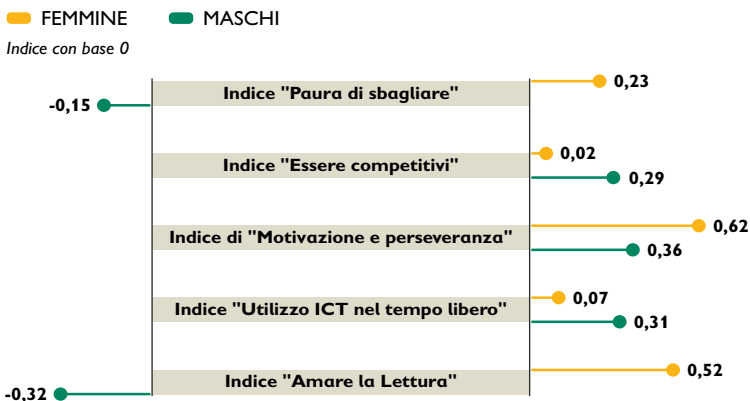 FEMMINE MASCHI
Indice con base 0
Indice "Paura di sbagliare"
0,23
-0,15
Indice "Essere competitivi"
0,02
0,29
Indice di "Motivazione e perseveranza"
0,62
0,36
Indice "Utilizzo ICT nel tempo libero"
0,07
0,31
Indice "Amare la Lettura"
0,52
-0,32